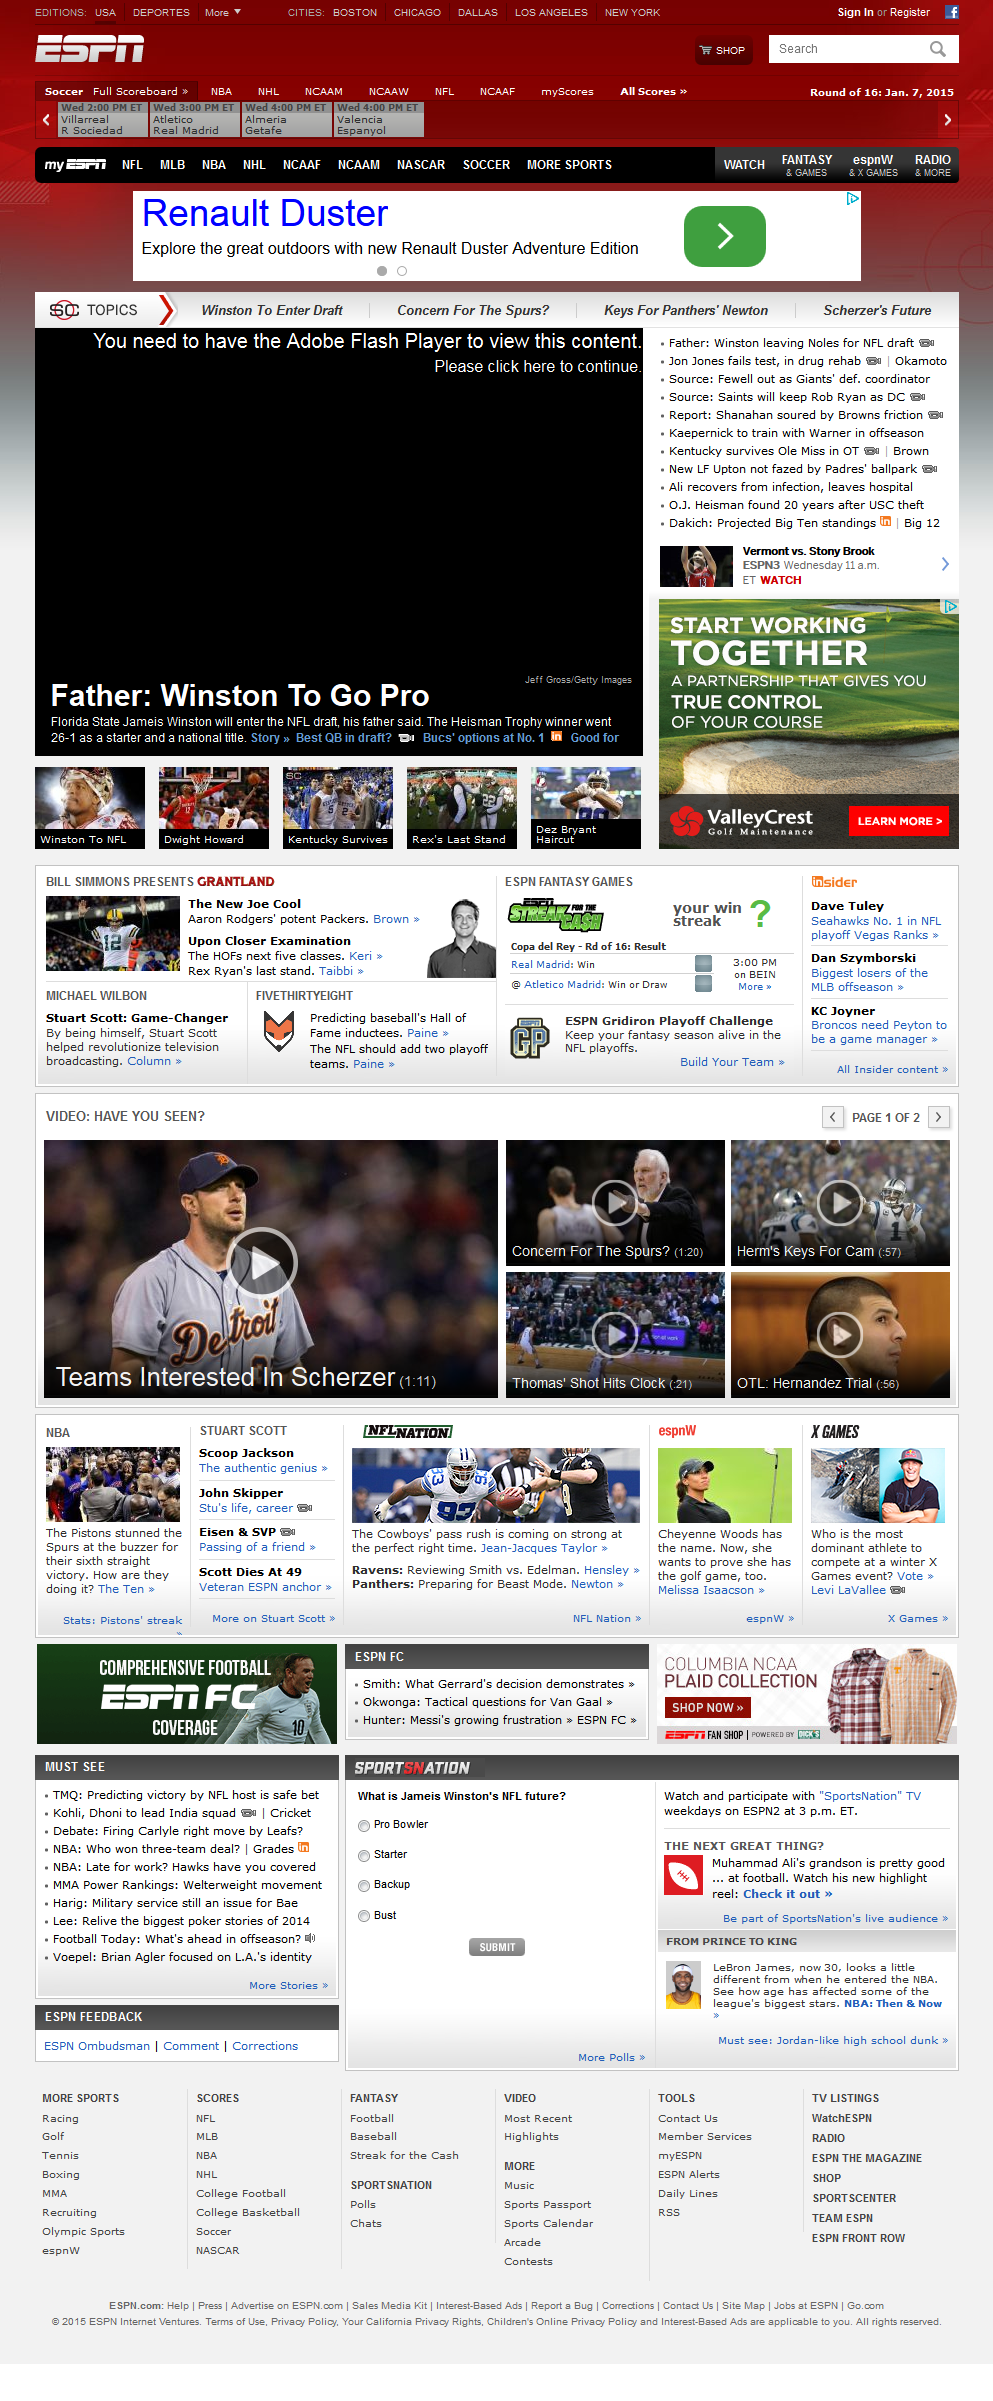 EDITIONS: USA DEPORTES More CITIES: BOSTON CHICAGO DALLAS LOS ANGELES NEW YORK Sign In or Register
ESPN SHOP Search
Soccer Full Scoreboard » NBA NHL NCAAM NCAAW NFL NCAAF myScores All Scores » Round of 16: Jan. 7, 2015
Wed 2:00 PM ET Wed 3:00 PM ET Wed 4:00 PM ET Wed 4:00 PM ET
Villarreal Atletico Almeria Valencia
R Sociedad Real Madrid Getafe Espanyol
my ESPN NFL MLB NBA NHL NCAAF NCAAM NASCAR SOCCER MORE SPORTS WATCH FANTASY & GAMES espnW & X GAMES RADIO & MORE
Renault Duster
Explore the great outdoors with new Renault Duster Adventure Edition
SC TOPICS Winston To Enter Draft Concern For The Spurs? Keys For Panthers' Newton Scherzer's Future
You need to have the Adobe Flash Player to view this content.
Please click here to continue.
Jeff Gross/Getty Images
Father: Winston To Go Pro
Florida State Jameis Winston will enter the NFL draft, his father said. The Heisman Trophy winner went
26-1 as a starter and a national title. Story » Best QB in draft? Bucs' options at No. 1 in Good for
Winston To NFL
Dwight Howard
SC
Kentucky Survives
Rex's Last Stand
Dez Bryant
Haircut
Father: Winston leaving Noles for NFL draft
Jon Jones fails test, in drug rehab | Okamoto
Source: Fewell out as Giants' def. coordinator
Source: Saints will keep Rob Ryan as DC
Report: Shanahan soured by Browns friction
Kaepernick to train with Warner in offseason
Kentucky survives Ole Miss in OT | Brown
New LF Upton not fazed by Padres' ballpark
Ali recovers from infection, leaves hospital
O.J. Heisman found 20 years after USC theft
Dakich: Projected Big Ten standings in | Big 12
Vermont vs. Stony Brook
ESPN3 Wednesday 11 a.m.
ET WATCH
START WORKING
TOGETHER
A PARTNERSHIP THAT GIVES YOU
TRUE CONTROL
OF YOUR COURSE
ValleyCrest
Golf Maintenance
LEARN MORE >
BILL SIMMONS PRESENTS GRANTLAND
The New Joe Cool
Aaron Rodgers' potent Packers. Brown »
Upon Closer Examination
The HOFs next five classes. Keri »
Rex Ryan's last stand. Taibbi »
MICHAEL WILBON
Stuart Scott: Game-Changer
By being himself, Stuart Scott
helped revolutionize television
broadcasting. Column »
FIVETHIRTYEIGHT
Predicting baseball's Hall of
Fame inductees. Paine »
The NFL should add two playoff
teams. Paine »
ESPN FANTASY GAMES
ESPN STREAK FOR THE CASH
your win
streak ?
Copa del Rey - Rd of 16: Result
Real Madrid: Win
@ Atletico Madrid: Win or Draw
3:00 PM
on BEIN
More »
GP
ESPN Gridiron Playoff Challenge
Keep your fantasy season alive in the
NFL playoffs.
Build Your Team »
insider
Dave Tuley
Seahawks No. 1 in NFL
playoff Vegas Ranks »
Dan Szymborski
Biggest losers of the
MLB offseason »
KC Joyner
Broncos need Peyton to
be a game manager »
All Insider content »
VIDEO: HAVE YOU SEEN?
PAGE 1 OF 2
Detroit
Teams Interested In Scherzer (1:11)
Concern For The Spurs? (1:20)
Herm's Keys For Cam (:57)
Thomas' Shot Hits Clock (:21)
OTL: Hernandez Trial (:56)
NBA
The Pistons stunned the
Spurs at the buzzer for
their sixth straight
victory. How are they
doing it? The Ten »
Stats: Pistons' streak
»
STUART SCOTT
Scoop Jackson
The authentic genius »
John Skipper
Stu's life, career
Eisen & SVP
Passing of a friend »
Scott Dies At 49
Veteran ESPN anchor »
More on Stuart Scott »
NFL NATION
93
9
The Cowboys' pass rush is coming on strong at
the perfect right time. Jean-Jacques Taylor »
Ravens: Reviewing Smith vs. Edelman. Hensley »
Panthers: Preparing for Beast Mode. Newton »
NFL Nation »
espnW
Cheyenne Woods has
the name. Now, she
wants to prove she has
the golf game, too.
Melissa Isaacson »
espnW »
X GAMES
Who is the most
dominant athlete to
compete at a winter X
Games event? Vote »
Levi LaVallee
X Games »
COMPREHENSIVE FOOTBALL
ESPN FC
COVERAGE
10
ESPN FC
Smith: What Gerrard's decision demonstrates »
Okwonga: Tactical questions for Van Gaal »
Hunter: Messi's growing frustration » ESPN FC »
COLUMBIA NCAA
PLAID COLLECTION
SHOP NOW »
ESPN FAN SHOP | POWERED BY DICK'S
MUST SEE
TMQ: Predicting victory by NFL host is safe bet
Kohli, Dhoni to lead India squad | Cricket
Debate: Firing Carlyle right move by Leafs?
NBA: Who won three-team deal? | Grades in
NBA: Late for work? Hawks have you covered
MMA Power Rankings: Welterweight movement
Harig: Military service still an issue for Bae
Lee: Relive the biggest poker stories of 2014
Football Today: What's ahead in offseason?
Voepel: Brian Agler focused on L.A.'s identity
More Stories »
ESPN FEEDBACK
ESPN Ombudsman | Comment | Corrections
SPORTSNATION
What is Jameis Winston's NFL future?
Pro Bowler
Starter
Backup
Bust
SUBMIT
More Polls »
Watch and participate with "SportsNation" TV
weekdays on ESPN2 at 3 p.m. ET.
THE NEXT GREAT THING?
Muhammad Ali's grandson is pretty good
... at football. Watch his new highlight
reel: Check it out »
Be part of SportsNation's live audience »
FROM PRINCE TO KING
LeBron James, now 30, looks a little
different from when he entered the NBA.
See how age has affected some of the
league's biggest stars. NBA: Then & Now
»
Must see: Jordan-like high school dunk »
MORE SPORTS
Racing
Golf
Tennis
Boxing
MMA
Recruiting
Olympic Sports
espnW
SCORES
NFL
MLB
NBA
NHL
College Football
College Basketball
Soccer
NASCAR
FANTASY
Football
Baseball
Streak for the Cash
SPORTSNATION
Polls
Chats
VIDEO
Most Recent
Highlights
MORE
Music
Sports Passport
Sports Calendar
Arcade
Contests
TOOLS
Contact Us
Member Services
myESPN
ESPN Alerts
Daily Lines
RSS
TV LISTINGS
WatchESPN
RADIO
ESPN THE MAGAZINE
SHOP
SPORTSCENTER
TEAM ESPN
ESPN FRONT ROW
ESPN.com: Help | Press | Advertise on ESPN.com | Sales Media Kit | Interest-Based Ads | Report a Bug | Corrections | Contact Us | Site Map | Jobs at ESPN | Go.com
© 2015 ESPN Internet Ventures. Terms of Use, Privacy Policy, Your California Privacy Rights, Children's Online Privacy Policy and Interest-Based Ads are applicable to you. All rights reserved.